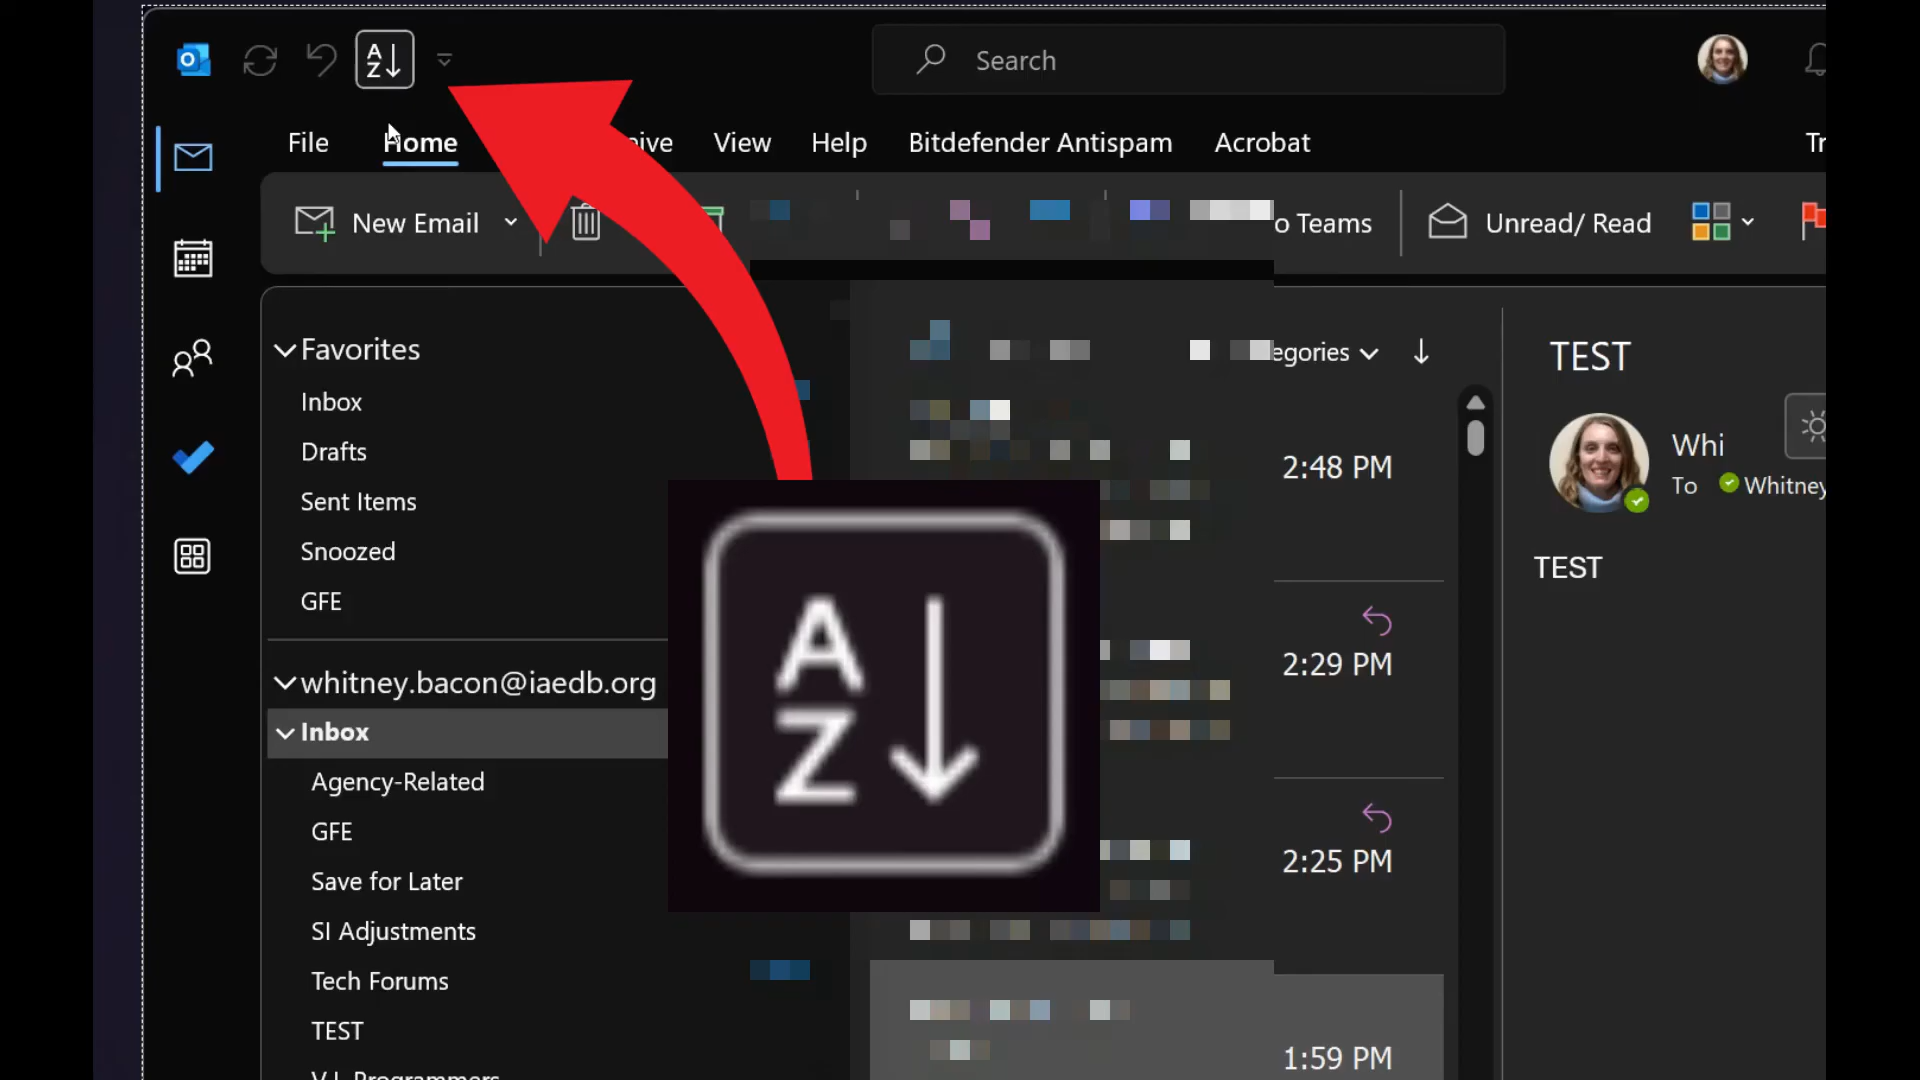 A
Z
Search
File
Home
View
Help
Bitdefender Antispam
Acrobat
New Email
o Teams
Unread/ Read
Favorites
egories
TEST
Inbox
Drafts
2:48 PM
Whi
To
Whitney
Sent Items
Snoozed
TEST
GFE
A
Z
2:29 PM
whitney.bacon@iaedb.org
Inbox
Agency-Related
GFE
2:25 PM
Save for Later
SI Adjustments
Tech Forums
TEST
1:59 PM